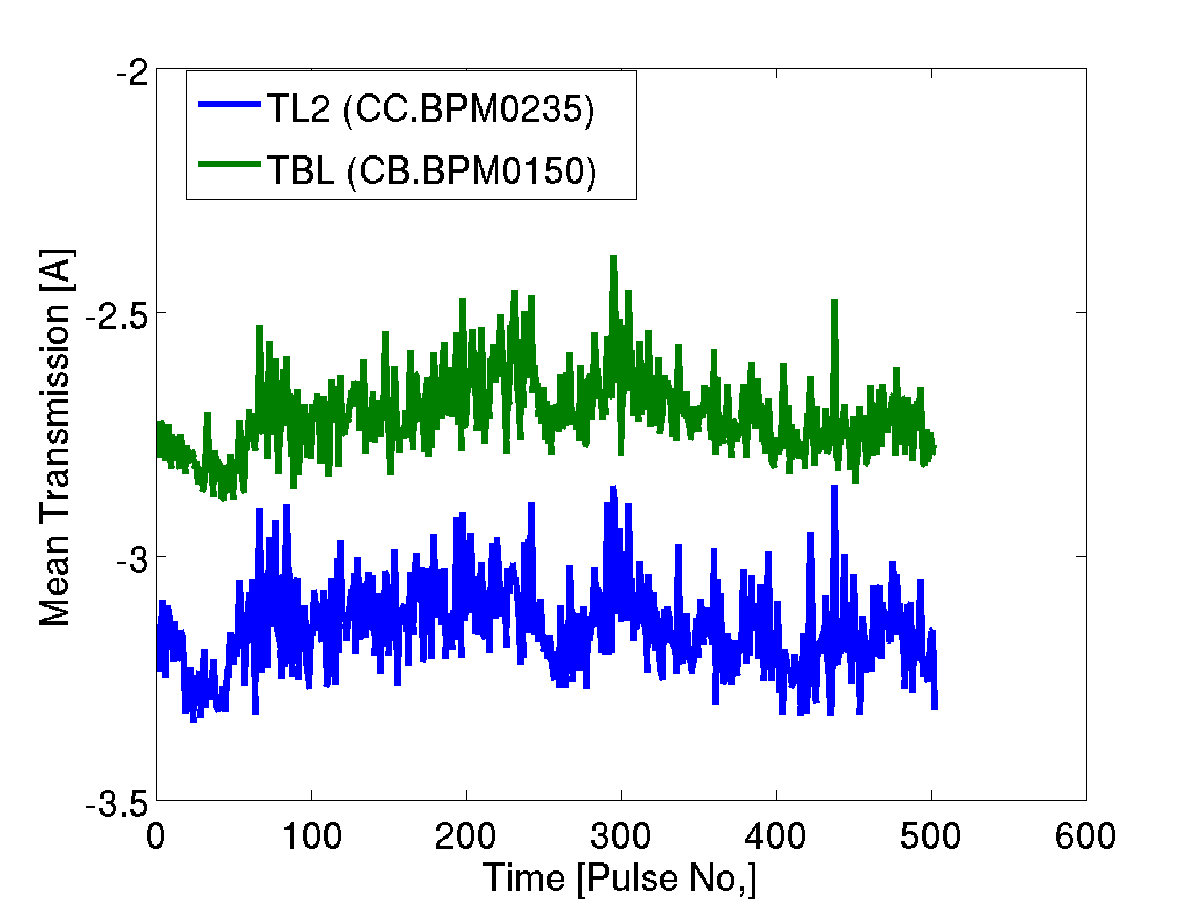 -2
TL2 (CC.BPM0235)
TBL (CB.BPM0150)
-2.5
-3
-3.5
Mean Transmission [A]
0 100 200 300 400 500 600
Time [Pulse No,]